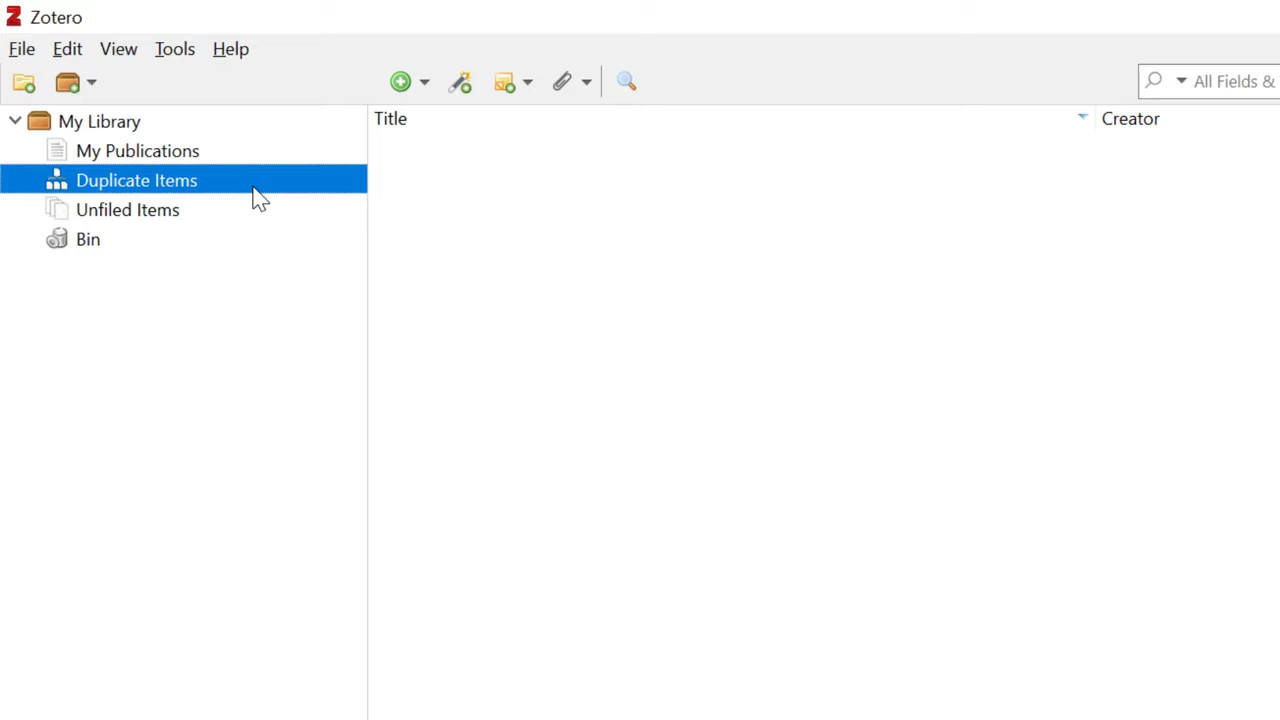 Zotero
File Edit View Tools Help
All Fields &
My Library
Title Creator
My Publications
Duplicate Items
Unfiled Items
Bin